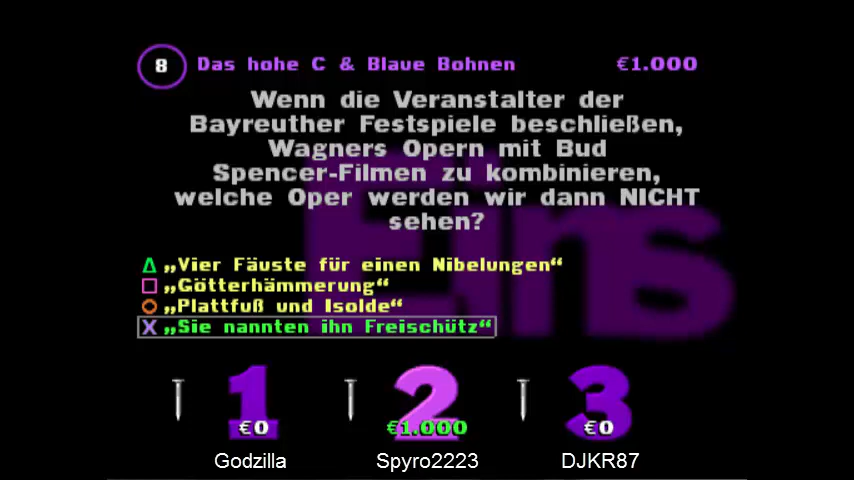 8 Das hohe C & Blaue Bohnen €1.000
Wenn die Veranstalter der
Bayreuther Festspiele beschließen,
Wagners Opern mit Bud
Spencer-Filmen zu kombinieren,
welche Oper werden wir dann NICHT
sehen?
Eins
„Vier Fäuste für einen Nibelungen“
„Götterhämmerung“
„Plattfuß und Isolde“
X „Sie nannten ihn Freischütz“
1 2 3
€0 €1.000 €0
Godzilla Spyro2223 DJKR87